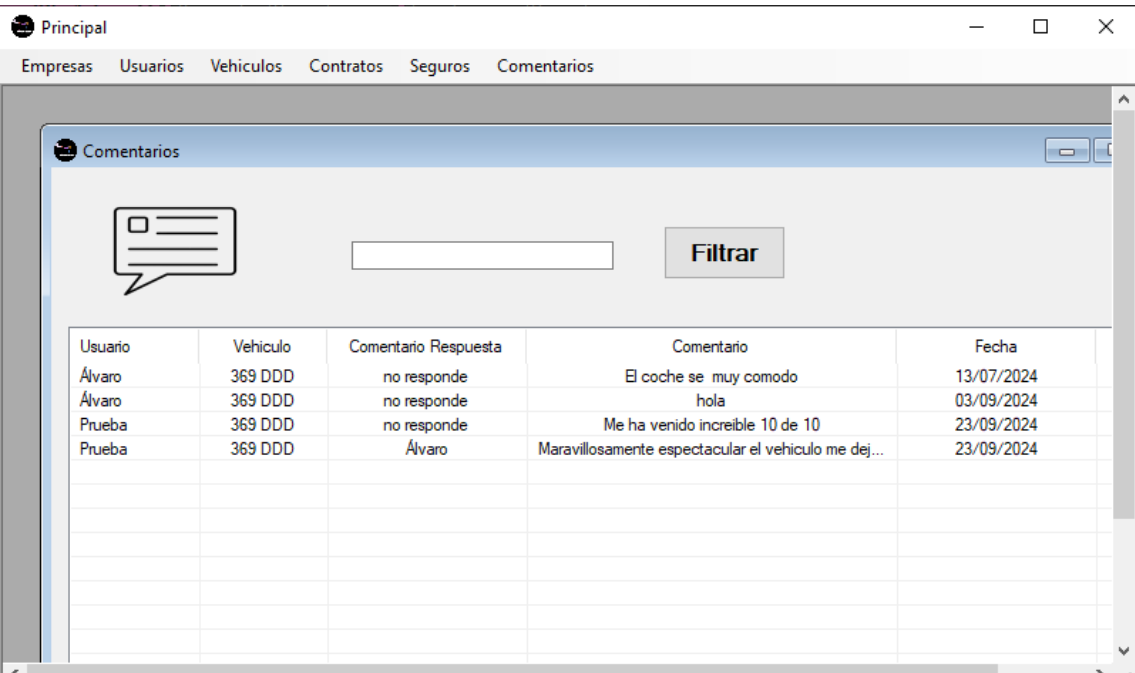 Principal
Empresas Usuarios Vehiculos Contratos Seguros Comentarios
Comentarios
Filtrar
Usuario Vehiculo Comentario Respuesta Comentario Fecha
Álvaro 369 DDD no responde El coche se muy comodo 13/07/2024
Álvaro 369 DDD no responde hola 03/09/2024
Prueba 369 DDD no responde Me ha venido increible 10 de 10 23/09/2024
Prueba 369 DDD Álvaro Maravillosamente espectacular el vehiculo me dej... 23/09/2024